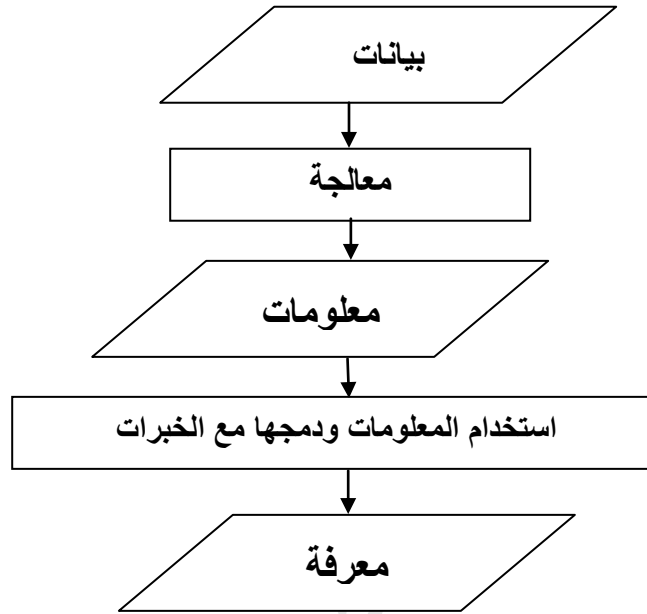 بيانات
معالجة
معلومات
استخدام المعلومات ودمجها مع الخبرات
معرفة